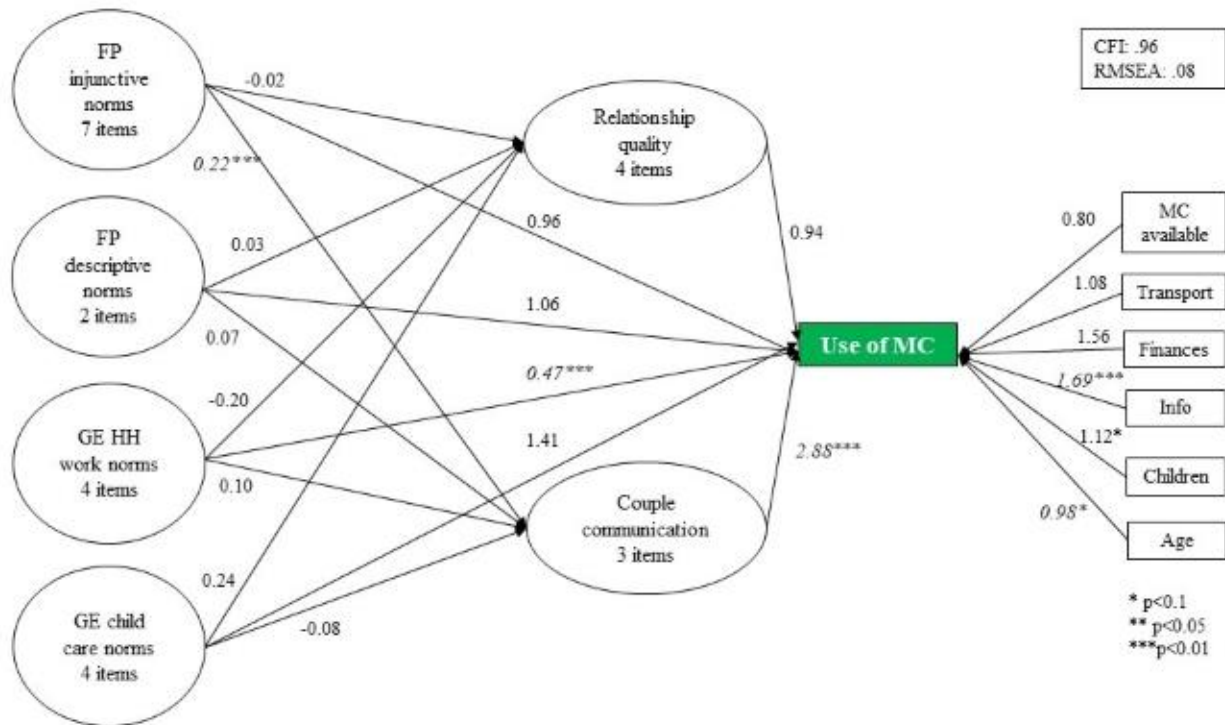 FP
injunctive
norms
7 items
-0.02
0.22***
FP
descriptive
norms
2 items
0.03
0.07
GE HH
work norms
4 items
-0.20
0.10
GE child
care norms
4 items
0.24
-0.08
Relationship
quality
4 items
0.96
1.06
0.47***
1.41
Couple
communication
3 items
0.94
2.88***
Use of MC
CFI: .96
RMSEA: .08
0.80
MC
available
1.08
Transport
1.56
Finances
1.69***
Info
1.12*
Children
0.98*
Age
* p<0.1
** p<0.05
***p<0.01